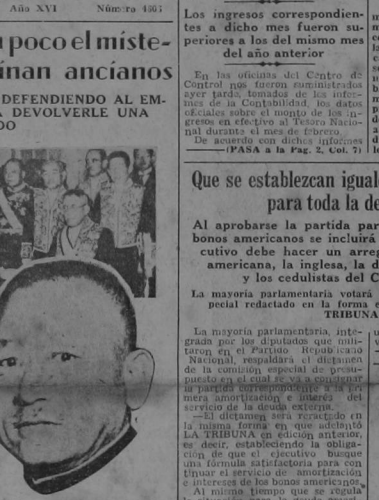 Año XVI Número 4563
poco el miste-
inan ancianos
DEFENDIENDO AL EM-
DEVOLVERLE UNA
DO
Los ingresos correspondien-
tes a dicho mes fueron su-
periores a los del mismo mes
del año anterior
En las oficinas del Centro de
Control nos fueron suministrados
ayer tarde, tomados de los infor-
mes de la Contabilidad, los datos
oficiales sobre el monto de los in-
gresos en efectivo al Tesoro Nacio-
nal durante el mes de febrero.
De acuerdo con dichos informes
(PASA a la Pag. 2, Col. 7)
Que se establezcan igual
para toda la de
Al aprobarse la partida par
bonos americanos se incluirá
cutivo debe hacer un arreg
americana, la inglesa, la d
y los cedulistas del C
La mayoría parlamentaria votará
pecial redactado en la forma e
TRIBUNA
La mayoría parlamentaria, inte-
grada por los diputados que mili-
taron en el Partido Republicano
Nacional, respaldará el dictamen
de la comisión especial de presu-
puesto en el cual se va a consignar
la partida correspondiente a la pri
mera amortización e interés del
servicio de la deuda externa.
—El dictamen será redactado en
la misma forma en que adelantó
LA TRIBUNA en edición anterior,
es decir, estableciendo la obligación
de que el ejecutivo busque
una fórmula satisfactoria para con-
tinuar el servicio de amortización
e intereses de los bonos americanos.
Al mismo tiempo que se regula